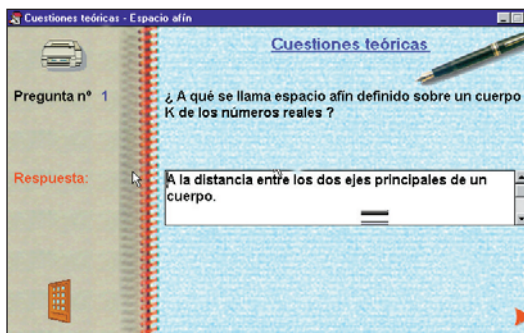 Cuestiones teóricas - Espacio afín
Cuestiones teóricas
Pregunta nº 1
¿ A qué se llama espacio afín definido sobre un cuerpo
K de los números reales ?
Respuesta:
A la distancia entre los dos ejes principales de un
cuerpo.